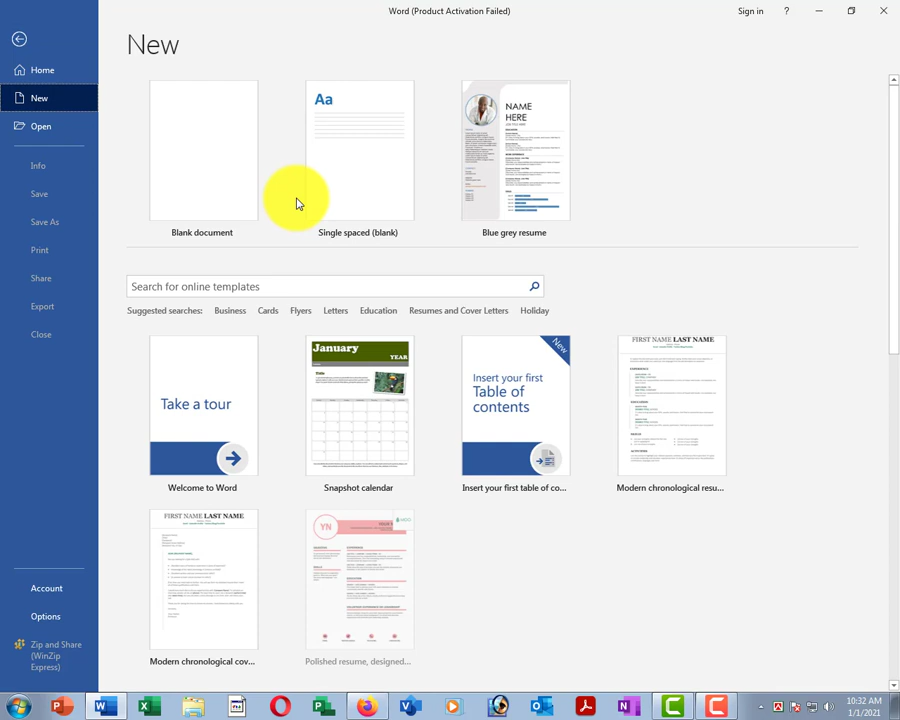 Word (Product Activation Failed)
Sign in
?
New
Home
New
Open
Info
Save
Save As
Print
Share
Export
Close
Account
Options
Zip and Share
(WinZip
Express)
Aa
NAME
HERE
Blank document
Single spaced (blank)
Blue grey resume
Search for online templates
Suggested searches:
Business
Cards
Flyers
Letters
Education
Resumes and Cover Letters
Holiday
Take a tour
January
YEAR
New
Insert your first
Table of
contents
FIRST NAME LAST NAME
Welcome to Word
Snapshot calendar
Insert your first table of co...
Modern chronological resu...
FIRST NAME LAST NAME
YN
Modern chronological cov...
Polished resume, designed...
10:32 AM
1/1/2021